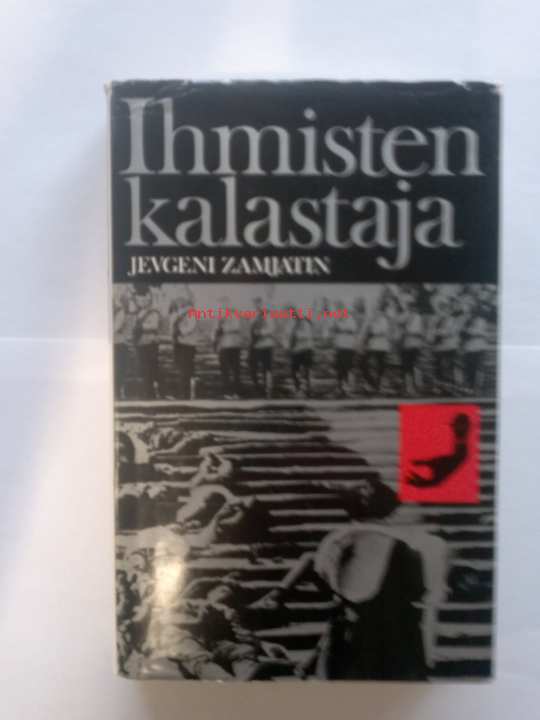 Ihmisten
kalastaja
JEVGENI ZAMJATIN
Antikvariaatti.net